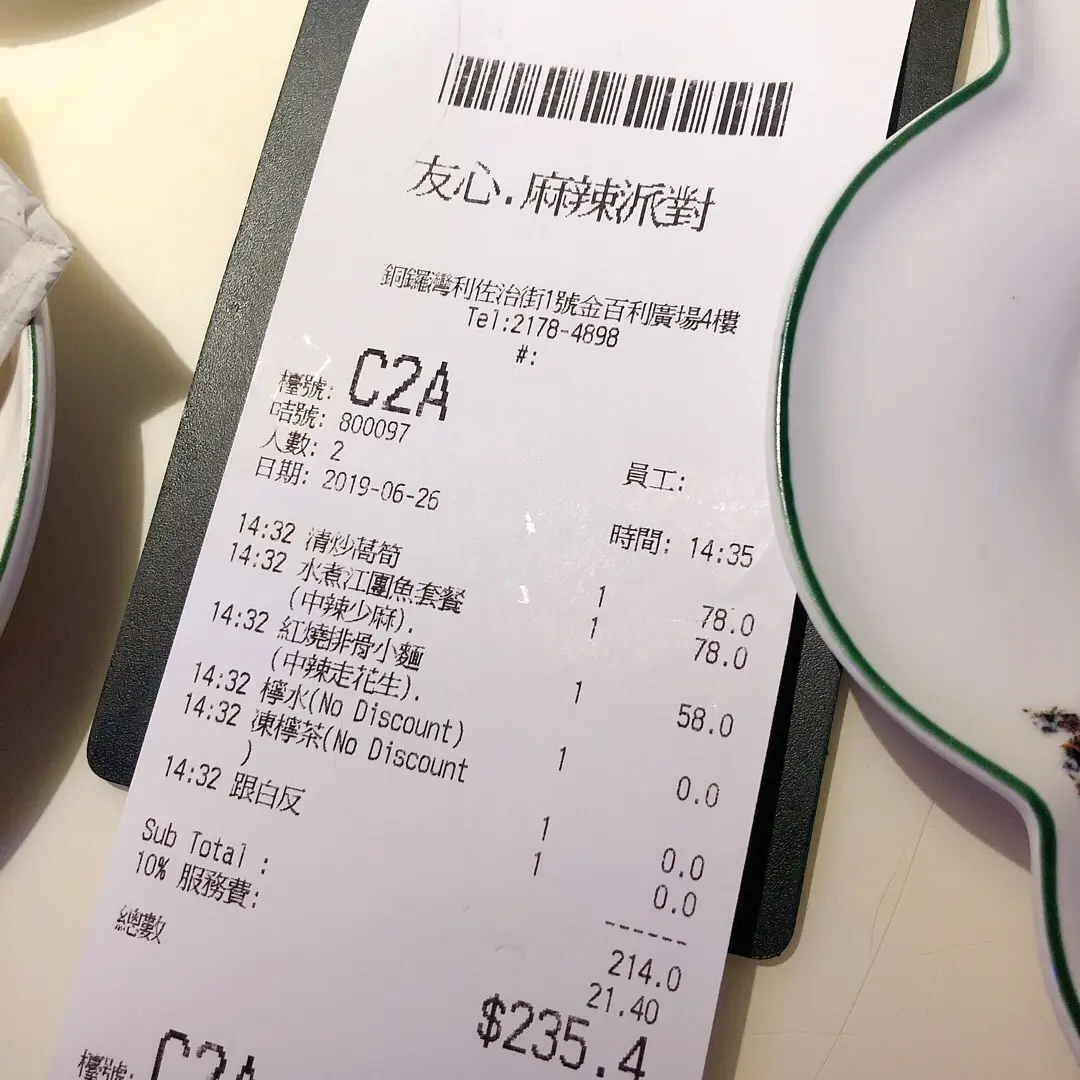 友心.麻辣派對
銅鑼灣利佐治街1號金百利廣場4樓
Tel:2178-4898
#:
檯號: C2A
咭號: 800097
人數: 2 員工:
日期: 2019-06-26 時間: 14:35
14:32 清炒萵筍 1 78.0
14:32 水煮江團魚套餐 1 78.0
(中辣少麻).
14:32 紅燒排骨小麵 1 58.0
(中辣走花生).
14:32 檸水(No Discount) 1 0.0
14:32 凍檸茶(No Discount
) 1 0.0
14:32 跟白反 1 0.0
------
Sub Total : 214.0
10% 服務費: 21.40
總數 $235.4
檯號: C2A